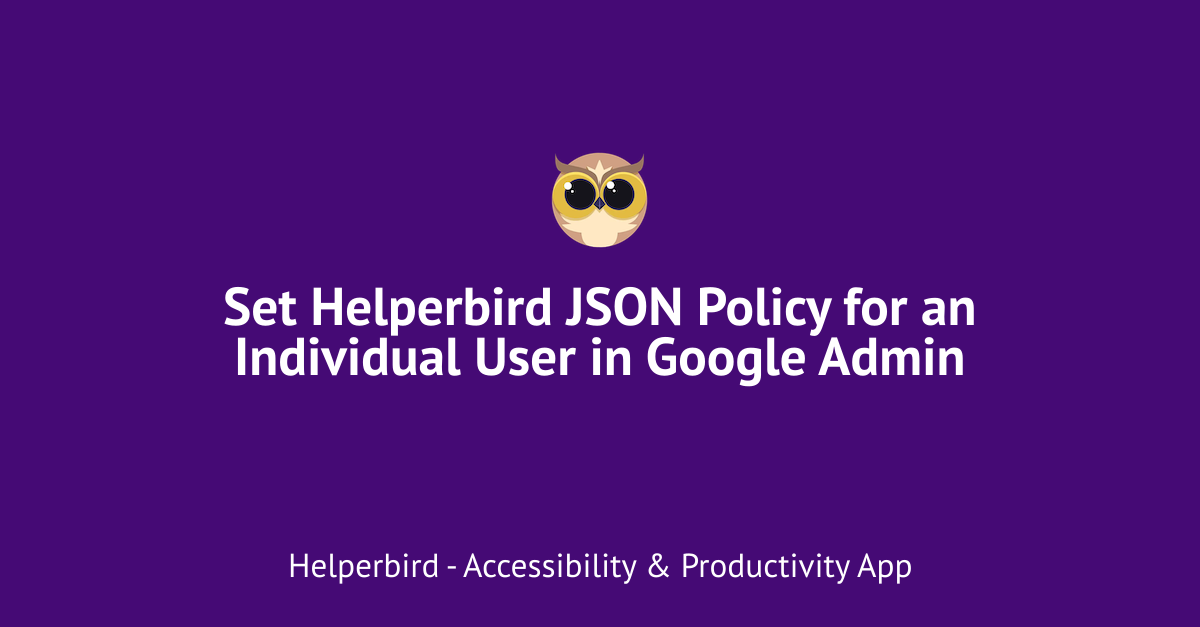 Set Helperbird JSON Policy for an
Individual User in Google Admin
Helperbird - Accessibility & Productivity App